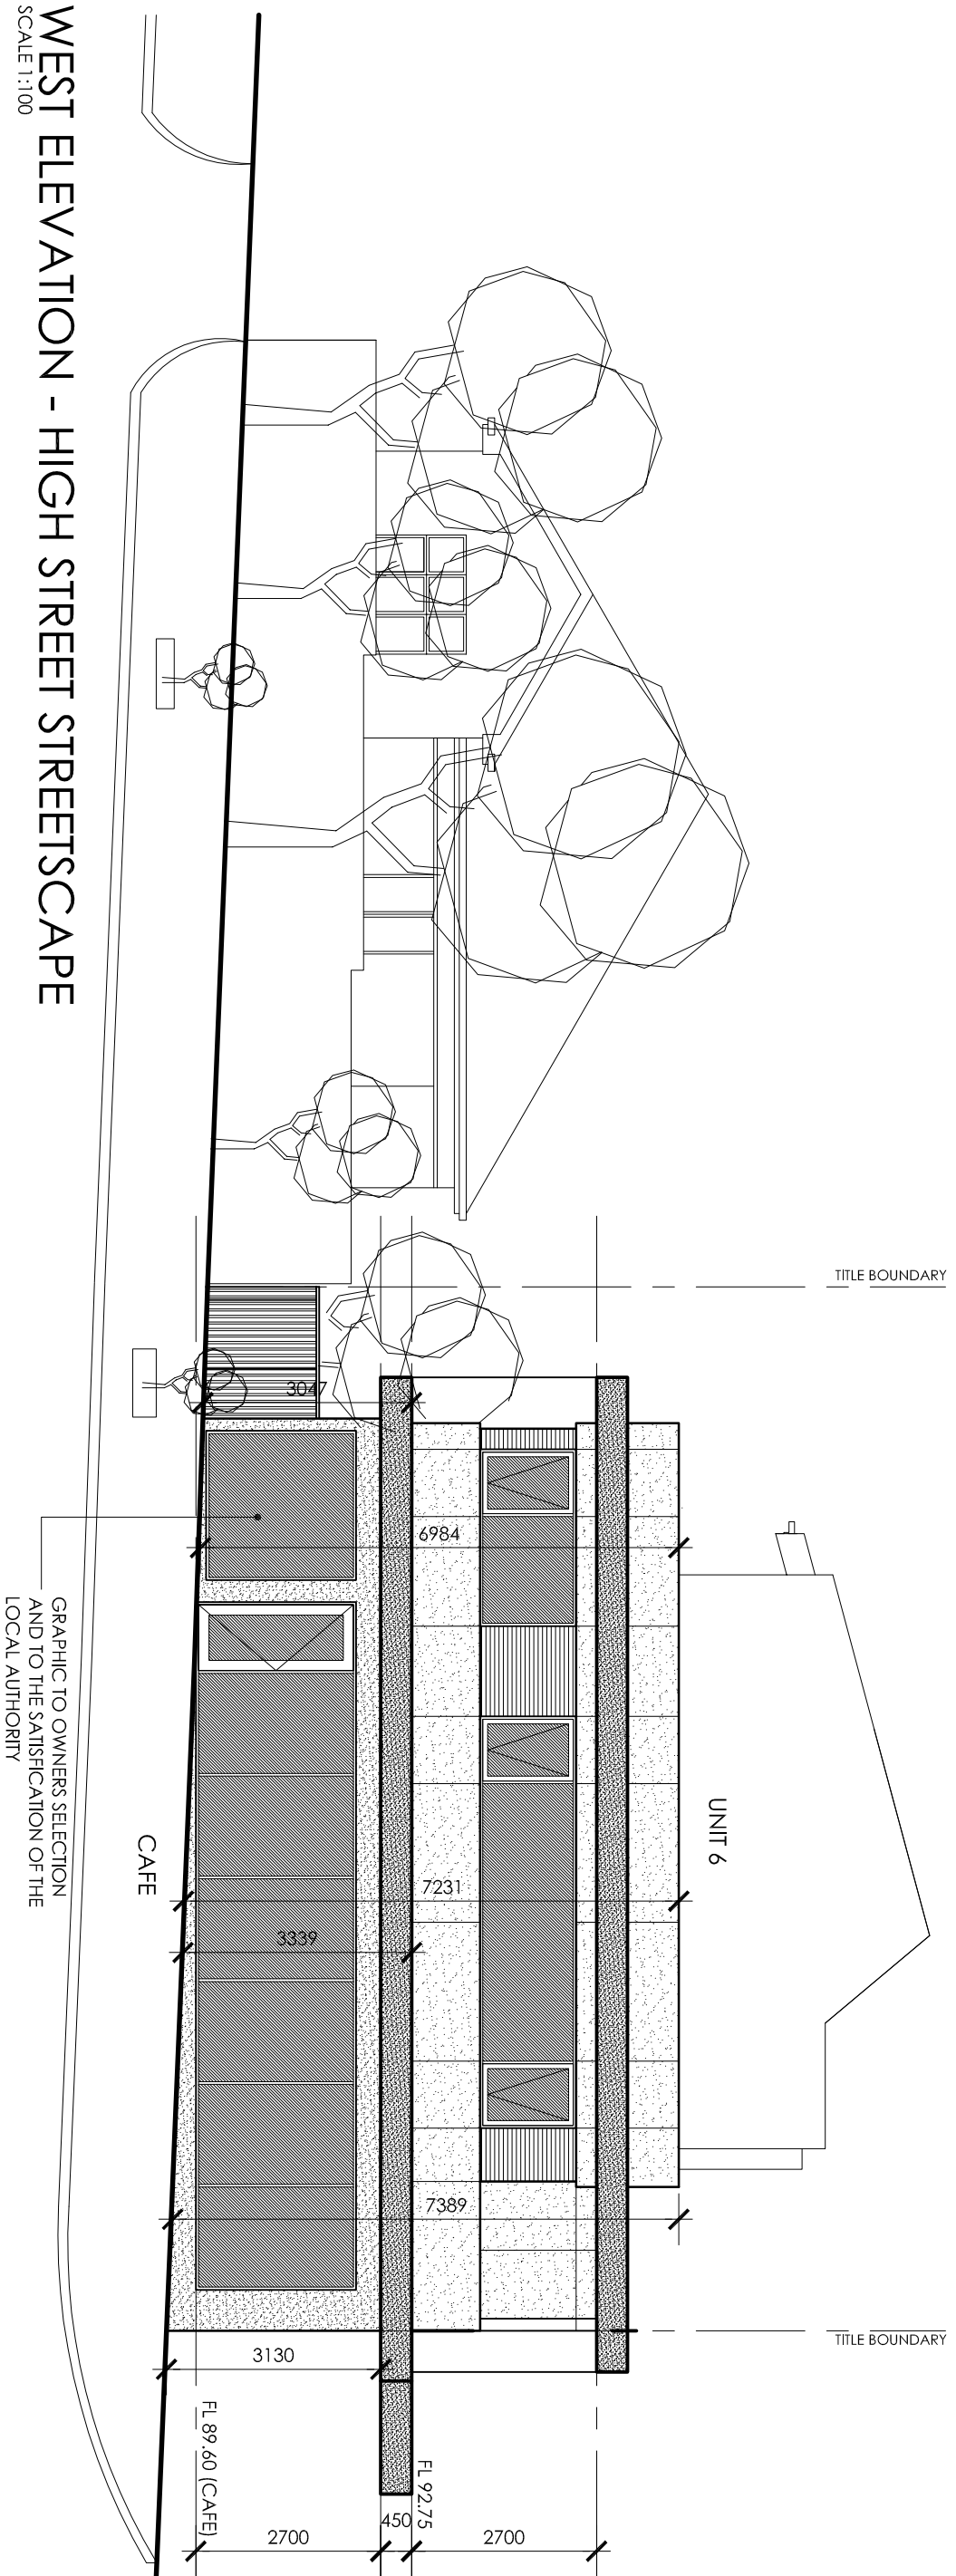 WEST ELEVATION - HIGH STREET STREETSCAPE
SCALE 1:100
TITLE BOUNDARY
TITLE BOUNDARY
UNIT 6
CAFE
GRAPHIC TO OWNERS SELECTION
AND TO THE SATISFICATION OF THE
LOCAL AUTHORITY
3047
6984
7231
3339
7389
3130
FL 92.75
FL 89.60 (CAFE)
2700
450
2700